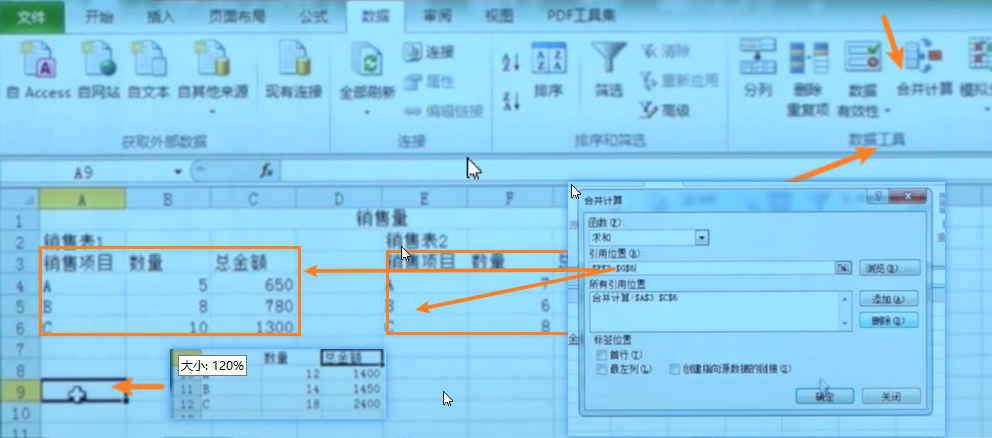 文件 开始 插入 页面布局 公式 数据 审阅 视图 PDF工具集
自 Access 自网站 自文本 自其他来源 现有连接 全部刷新
连接
属性
编辑链接
排序 筛选
清除
重新应用
高级
分列 删除 重复项 数据 有效性 合并计算 模拟分
获取外部数据 连接 排序和筛选 数据工具
A9 fx
A B C D E F
1 销售量
2 销售表1 销售表2
3 销售项目 数量 总金额 销售项目 数量 总
4 A 5 650 A 7
5 B 8 780 B 6
6 C 10 1300 C 8
7
8
9
10
11
大小: 120%
数量 总金额
10 A 12 1400
11 B 14 1450
12 C 18 2400
合并计算
函数(F):
求和
引用位置(R):
浏览(B)...
所有引用位置:
合并计算!$A$3:$C$6
添加(A)
删除(D)
标签位置
首行(T)
最左列(L) 创建指向源数据的链接(S)
确定 关闭